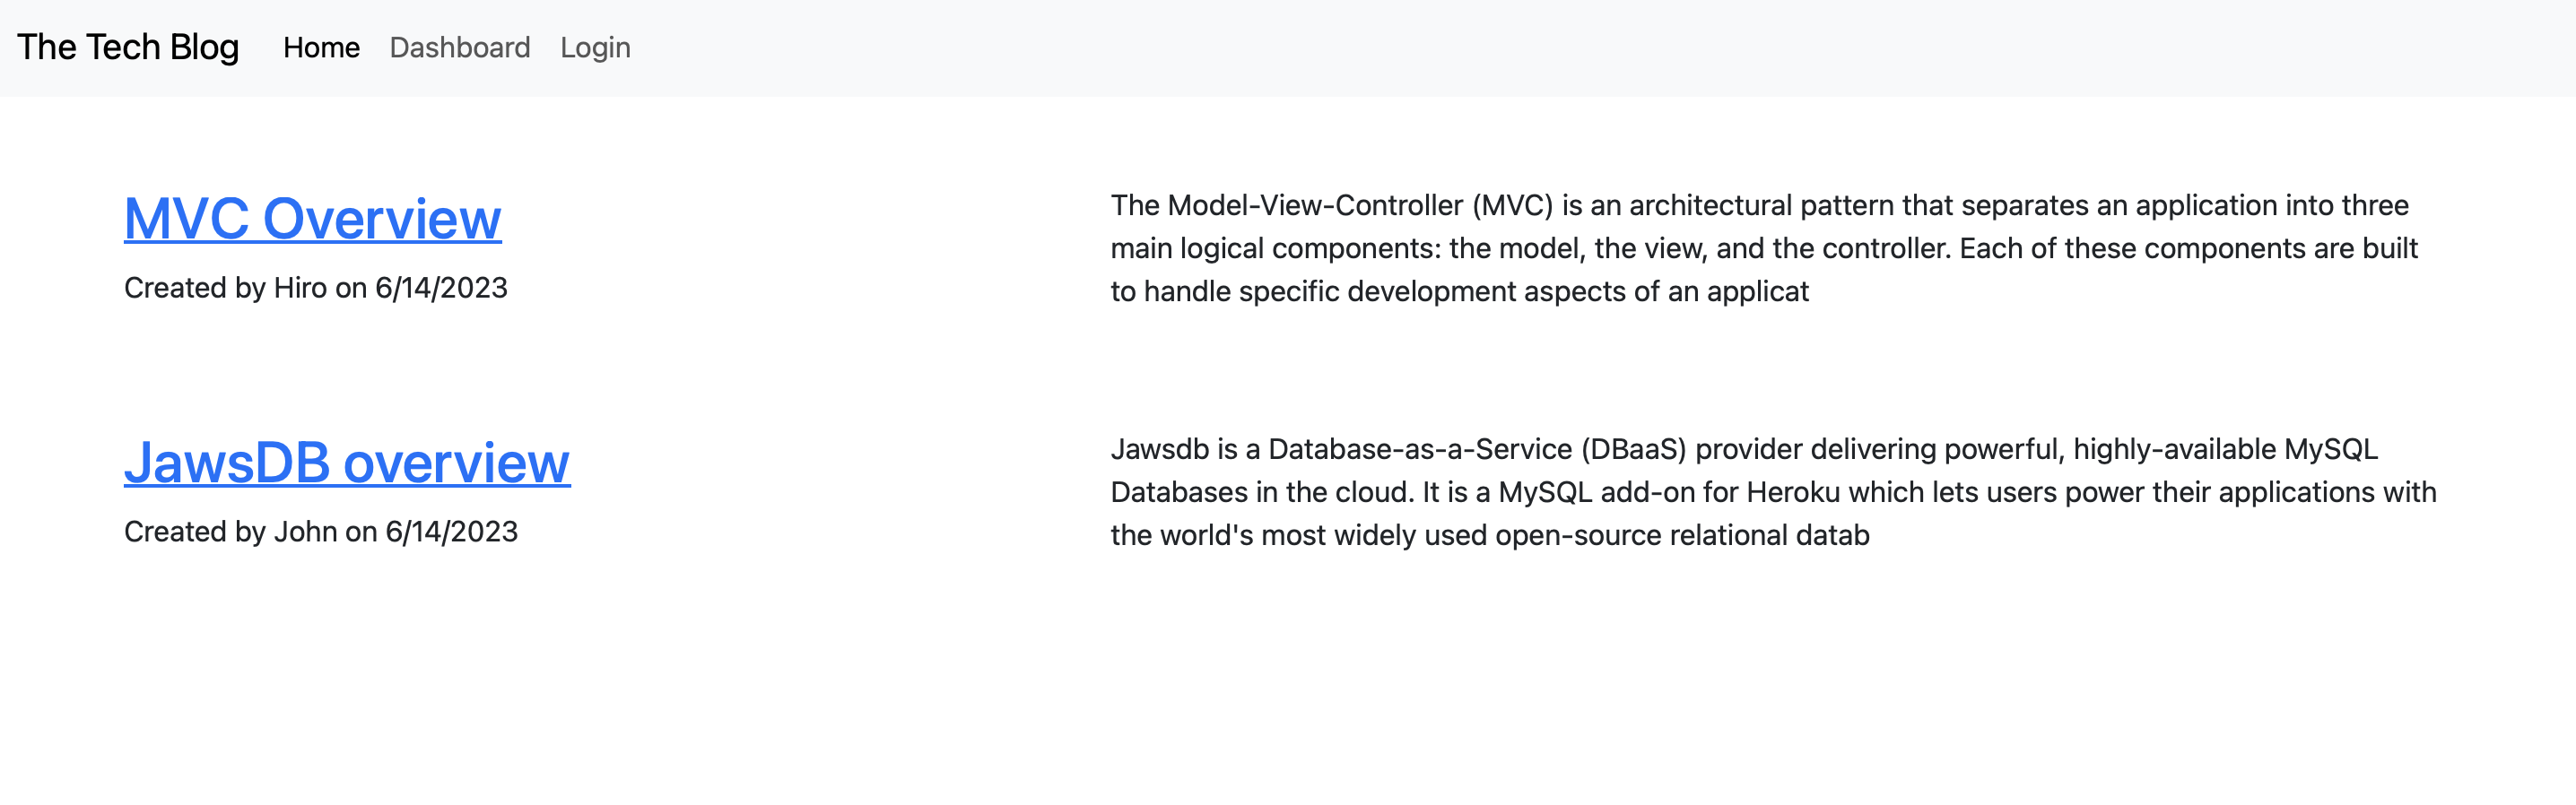 The Tech Blog Home Dashboard Login
MVC Overview
Created by Hiro on 6/14/2023
The Model-View-Controller (MVC) is an architectural pattern that separates an application into three
main logical components: the model, the view, and the controller. Each of these components are built
to handle specific development aspects of an applicat
JawsDB overview
Created by John on 6/14/2023
Jawsdb is a Database-as-a-Service (DBaaS) provider delivering powerful, highly-available MySQL
Databases in the cloud. It is a MySQL add-on for Heroku which lets users power their applications with
the world's most widely used open-source relational datab